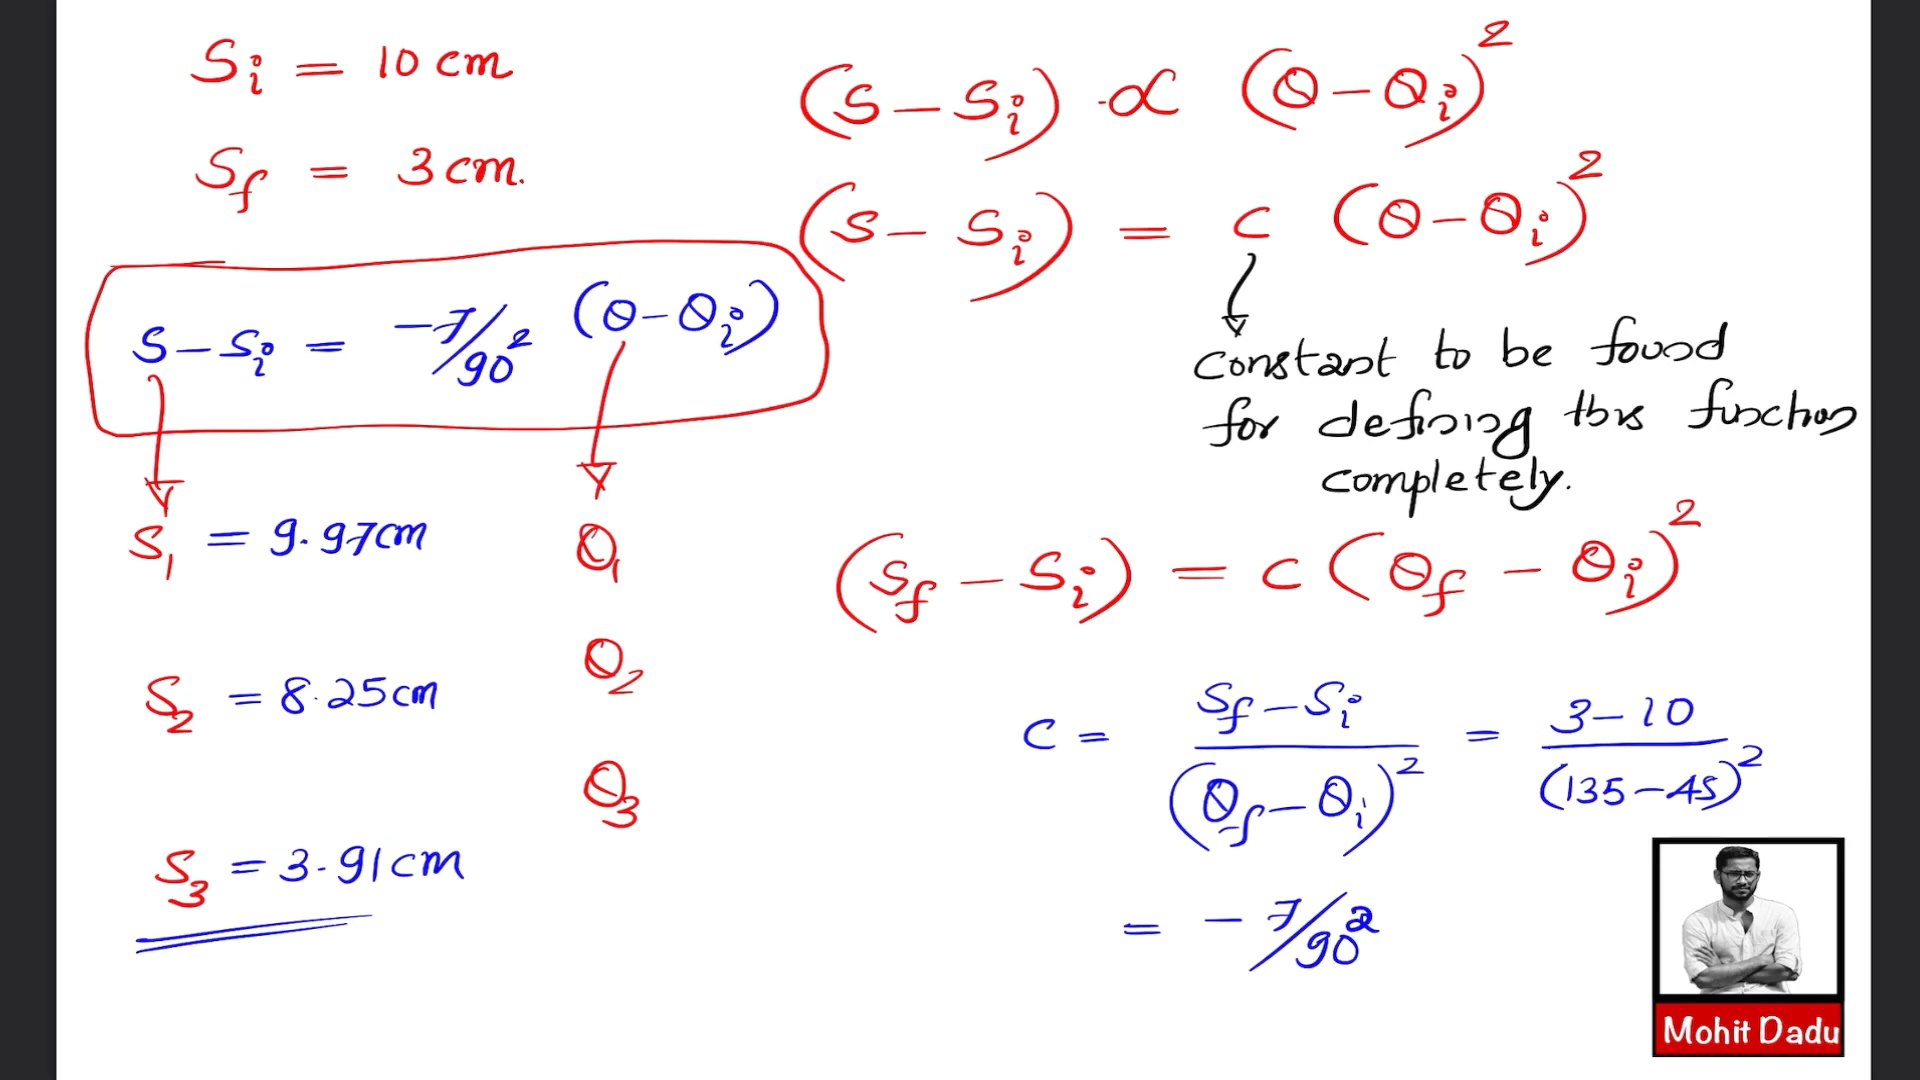 Si = 10 cm
Sf = 3 cm.
S - Si = -7/90² (θ - θi)
S1 = 9.97cm θ1
S2 = 8.25cm θ2
S3 = 3.91cm θ3
(S - Si) ∝ (θ - θi)²
(S - Si) = c (θ - θi)²
constant to be found
for defining this function
completely.
(Sf - Si) = c (θf - θi)²
c = Sf - Si / (θf - θi)² = 3 - 10 / (135 - 45)²
= -7/90²
Mohit Dadu